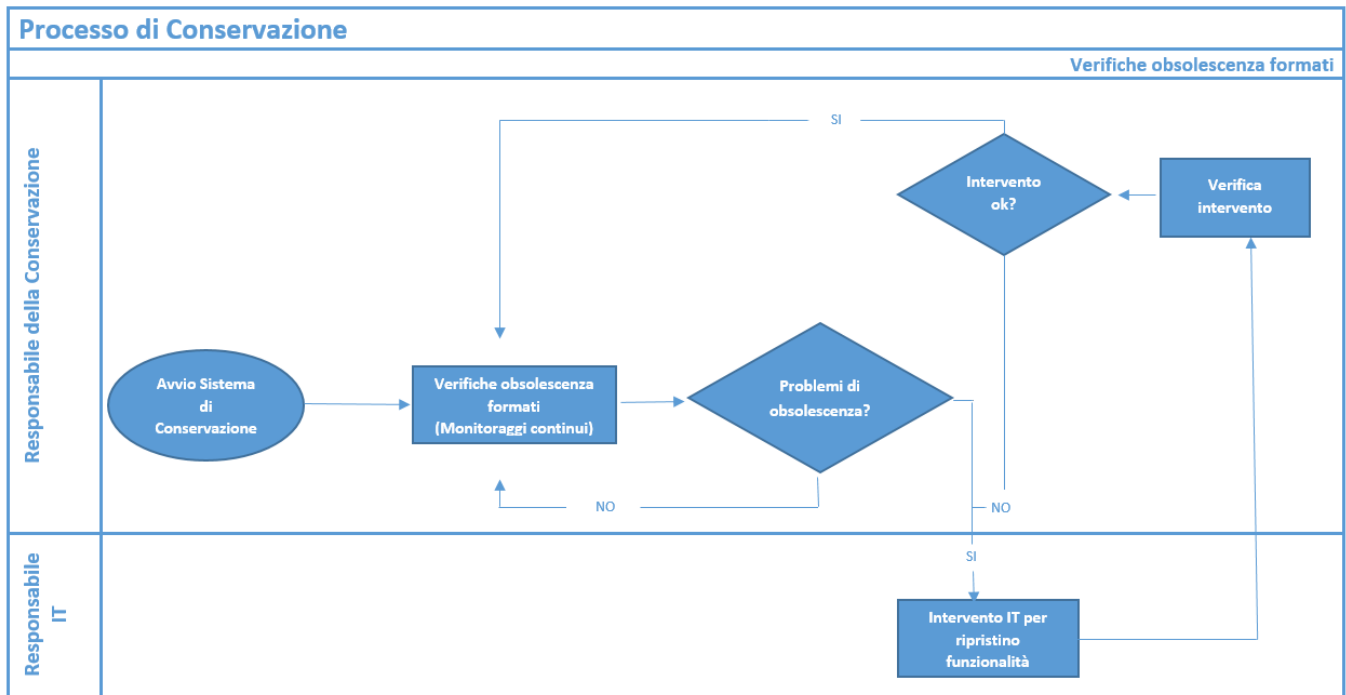 Processo di Conservazione
Verifiche obsolescenza formati
Responsabile della Conservazione
SI
Intervento
ok?
Verifica
intervento
Avvio Sistema
di
Conservazione
Verifiche obsolescenza
formati
(Monitoraggi continui)
Problemi di
obsolescenza?
NO
NO
Responsabile
IT
SI
Intervento IT per
ripristino
funzionalità